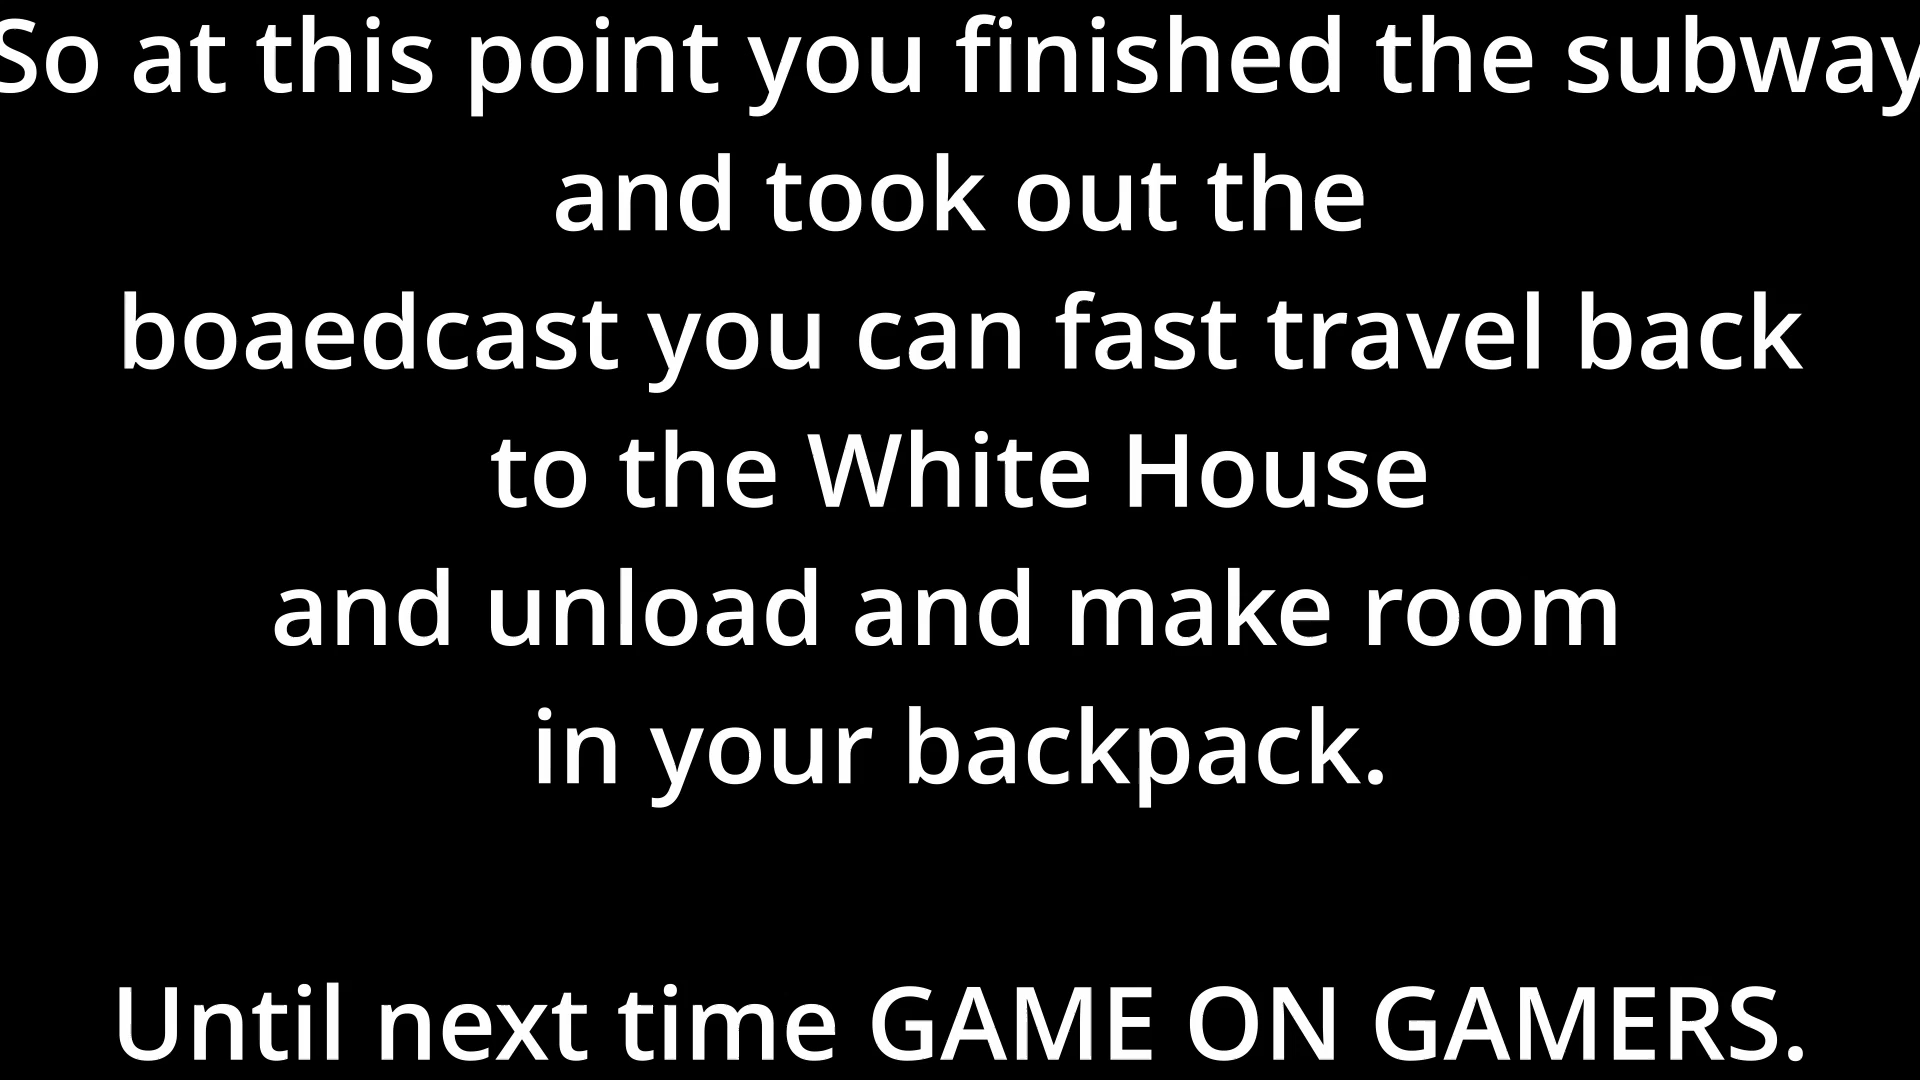 So at this point you finished the subway
and took out the
boaedcast you can fast travel back
to the White House
and unload and make room
in your backpack.
Until next time GAME ON GAMERS.